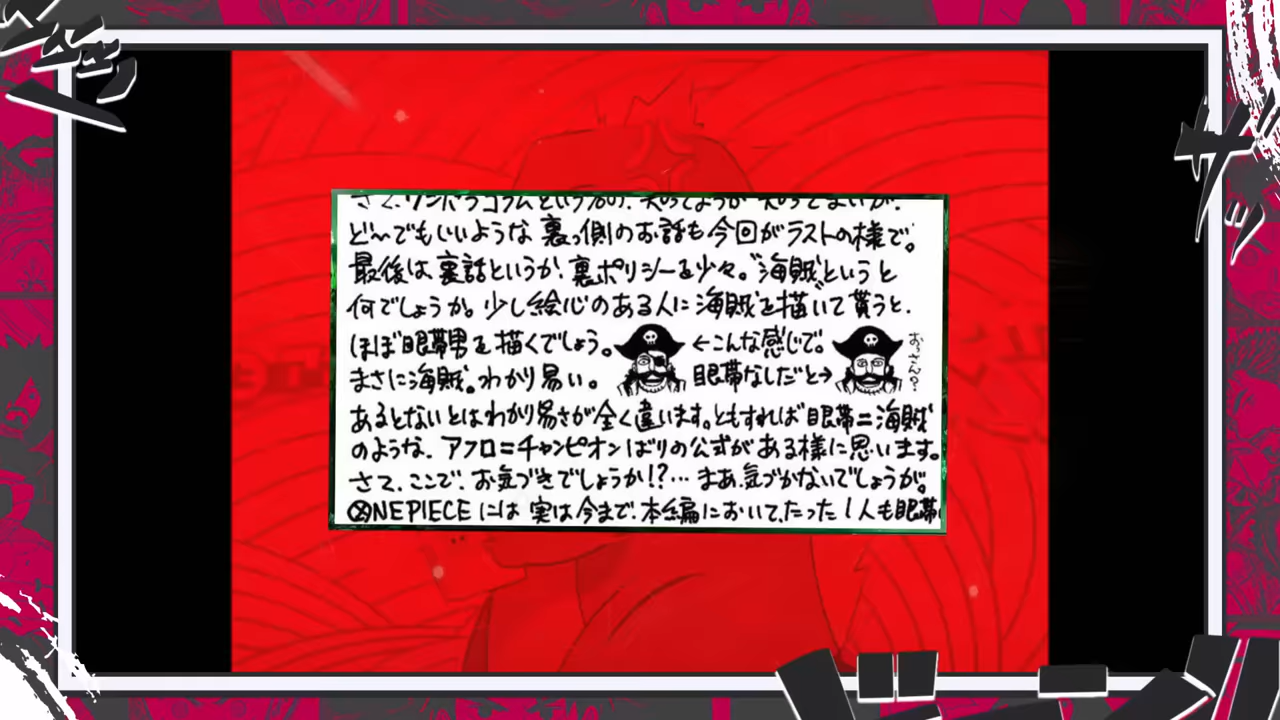 どーでもいいような裏っ側のお話も今回がラストの様で。
最後は裏話というか、裏ポリシーを少々。“海賊”というと
何でしょうか。少し絵心のある人に“海賊”を描いて貰うと、
ほぼ眼帯男を描くでしょう。 ←こんな感じで。 おっさん?
まさに海賊。わかり易い。 眼帯なしだと→
あるとないとはわかり易さが全く違います。ともすれば眼帯=海賊
のような、アフロ=チャンピオンばりの公式がある様に思います。
さて、ここで、お気づきでしょうか!?…まあ気づかないでしょうが。
ONE PIECEには実は今まで、本編において、たった1人も眼帯